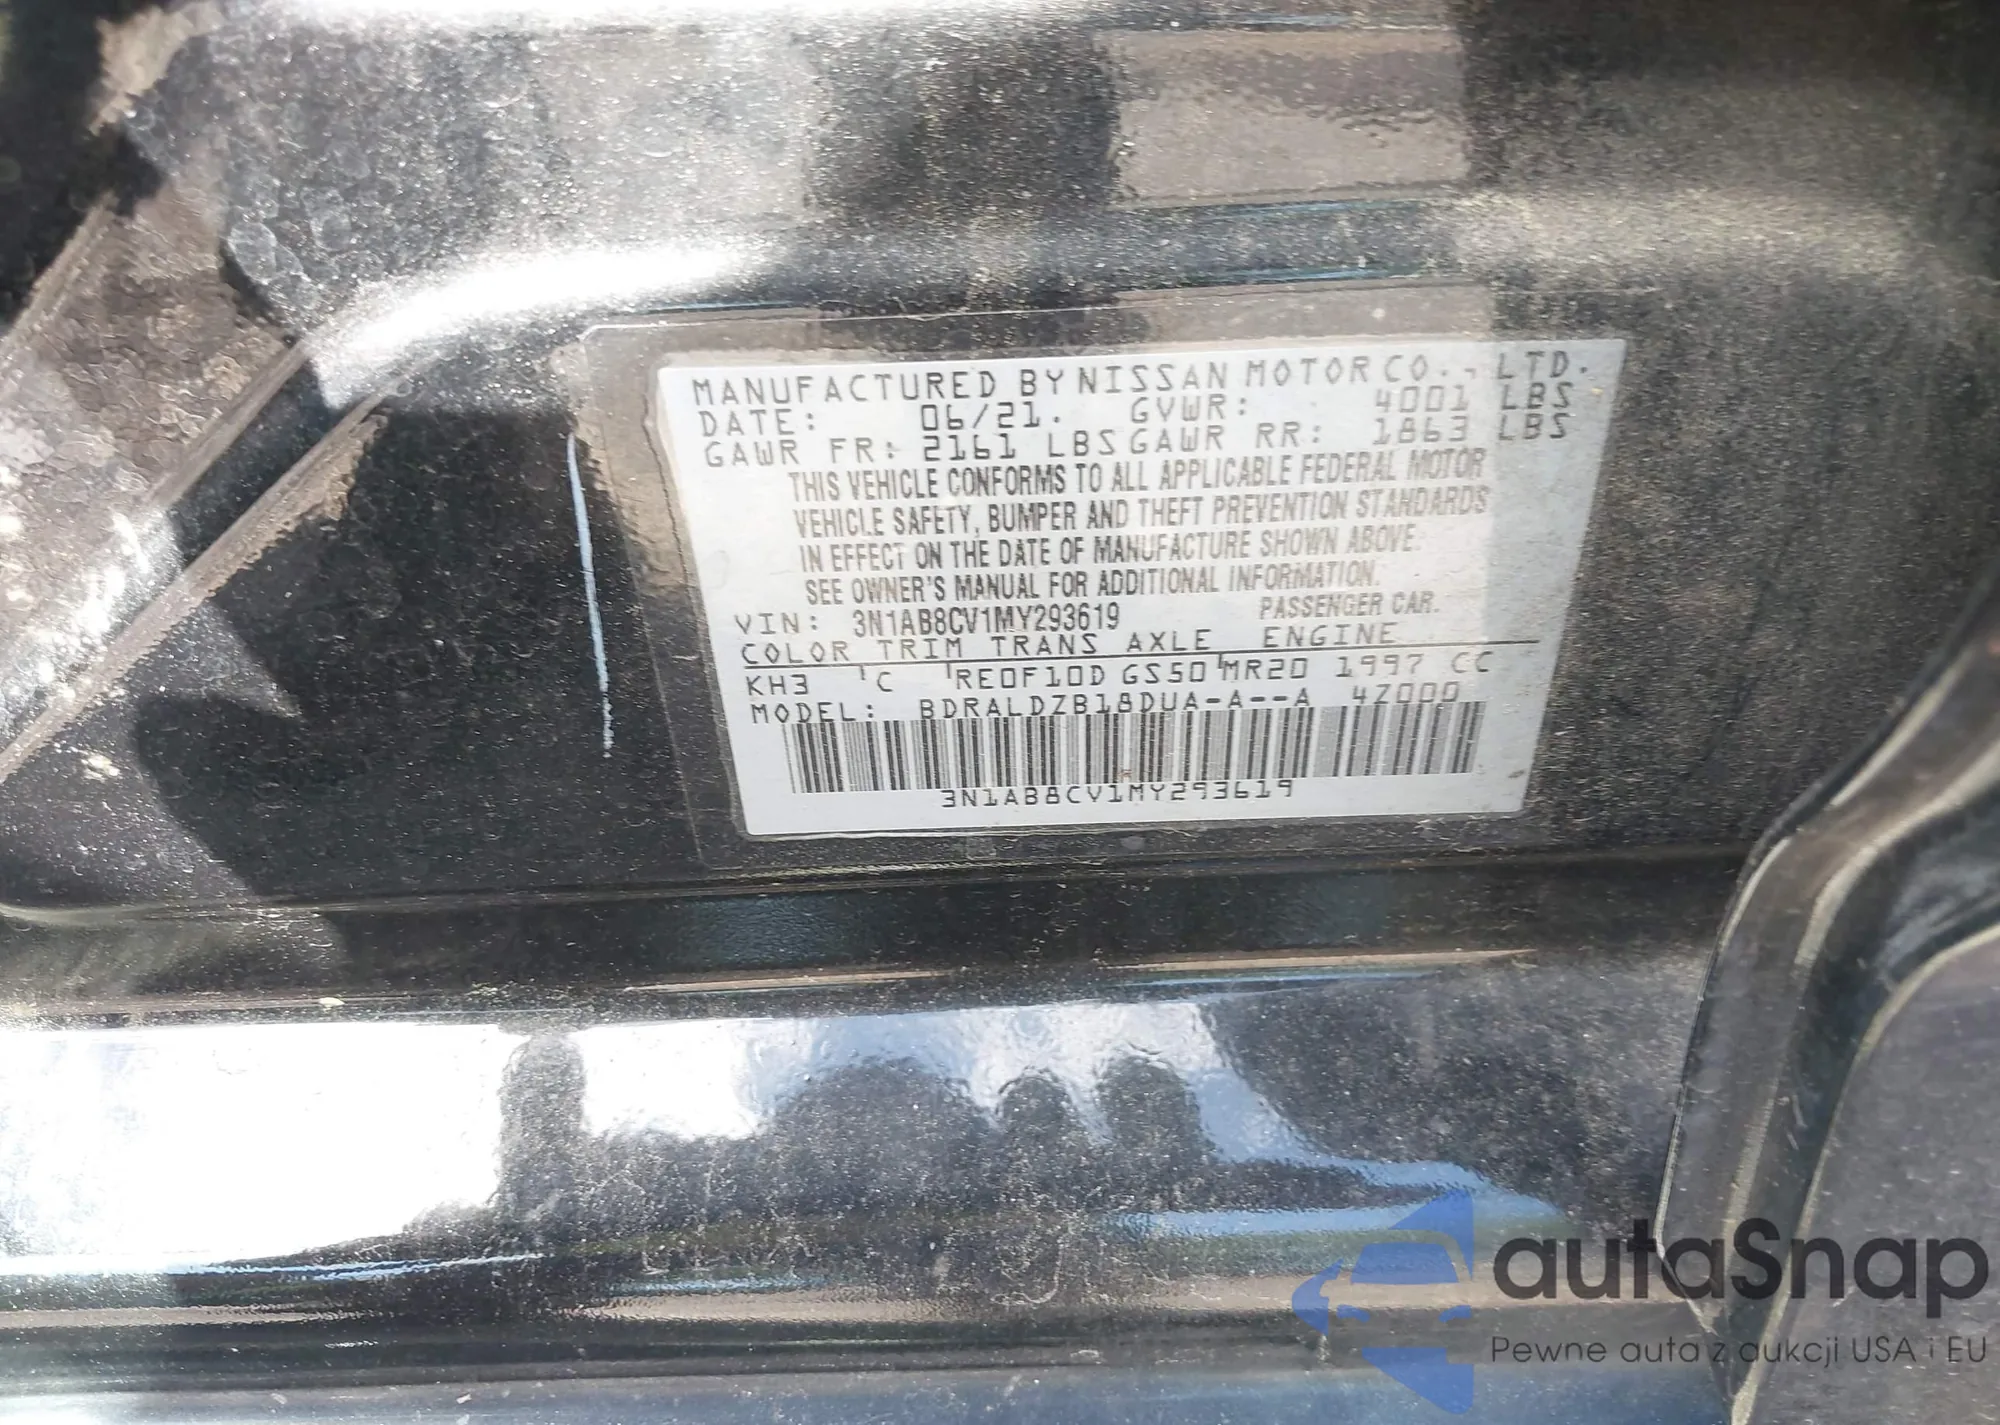 MANUFACTURED BY NISSAN MOTOR CO., LTD.
DATE: 06/21. GVWR: 4001 LBS
GAWR FR: 2161 LBS GAWR RR: 1863 LBS
THIS VEHICLE CONFORMS TO ALL APPLICABLE FEDERAL MOTOR
VEHICLE SAFETY, BUMPER AND THEFT PREVENTION STANDARDS
IN EFFECT ON THE DATE OF MANUFACTURE SHOWN ABOVE.
SEE OWNER'S MANUAL FOR ADDITIONAL INFORMATION.
VIN: 3N1AB8CV1MY293619 PASSENGER CAR.
COLOR TRIM TRANS AXLE ENGINE
KH3 C RE0F10D GS50 MR20 1997 CC
MODEL: BDRALDZB18DUA-A--A 4Z000
3N1AB8CV1MY293619
autaSnap
Pewne auta z aukcji USA i EU